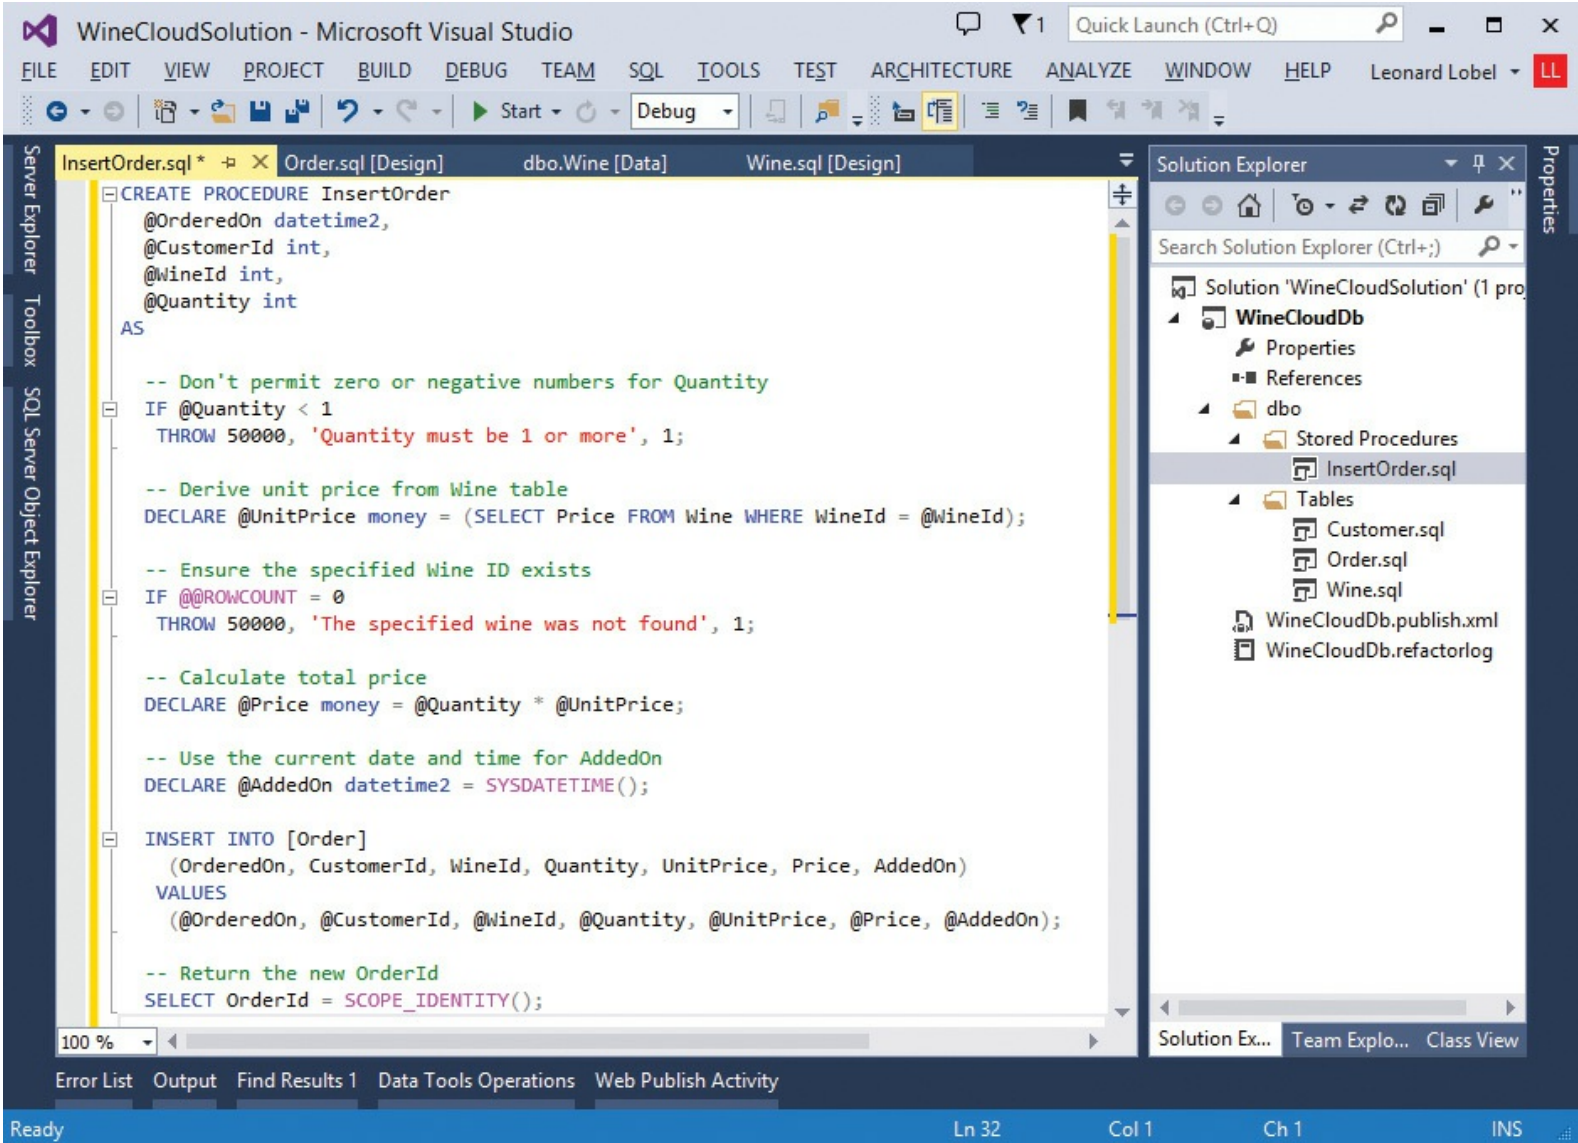 WineCloudSolution - Microsoft Visual Studio
1
Quick Launch (Ctrl+Q)
FILE EDIT VIEW PROJECT BUILD DEBUG TEAM SQL TOOLS TEST ARCHITECTURE ANALYZE WINDOW HELP Leonard Lobel LL
Start Debug
Server Explorer
Toolbox
SQL Server Object Explorer
InsertOrder.sql * Order.sql [Design] dbo.Wine [Data] Wine.sql [Design]
CREATE PROCEDURE InsertOrder
@OrderedOn datetime2,
@CustomerId int,
@WineId int,
@Quantity int
AS
-- Don't permit zero or negative numbers for Quantity
IF @Quantity < 1
THROW 50000, 'Quantity must be 1 or more', 1;
-- Derive unit price from Wine table
DECLARE @UnitPrice money = (SELECT Price FROM Wine WHERE WineId = @WineId);
-- Ensure the specified Wine ID exists
IF @@ROWCOUNT = 0
THROW 50000, 'The specified wine was not found', 1;
-- Calculate total price
DECLARE @Price money = @Quantity * @UnitPrice;
-- Use the current date and time for AddedOn
DECLARE @AddedOn datetime2 = SYSDATETIME();
INSERT INTO [Order]
(OrderedOn, CustomerId, WineId, Quantity, UnitPrice, Price, AddedOn)
VALUES
(@OrderedOn, @CustomerId, @WineId, @Quantity, @UnitPrice, @Price, @AddedOn);
-- Return the new OrderId
SELECT OrderId = SCOPE_IDENTITY();
100 %
Solution Explorer
Search Solution Explorer (Ctrl+;)
Solution 'WineCloudSolution' (1 pro
WineCloudDb
Properties
References
dbo
Stored Procedures
InsertOrder.sql
Tables
Customer.sql
Order.sql
Wine.sql
WineCloudDb.publish.xml
WineCloudDb.refactorlog
Solution Ex... Team Explo... Class View
Properties
Error List Output Find Results 1 Data Tools Operations Web Publish Activity
Ready Ln 32 Col 1 Ch 1 INS